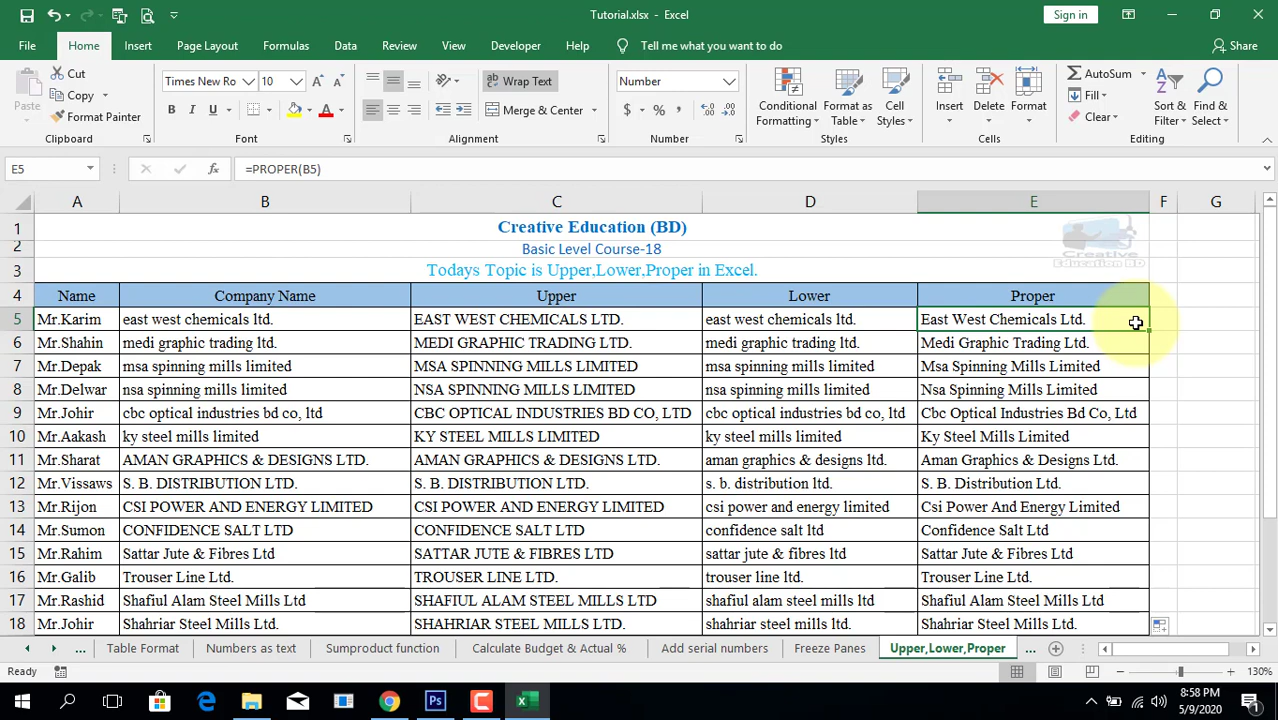 Tutorial.xlsx - Excel
Sign in
File Home Insert Page Layout Formulas Data Review View Developer Help Tell me what you want to do Share
Paste
Cut
Copy
Format Painter
Clipboard
Times New Ro 10
B I U
Font
Wrap Text
Merge & Center
Alignment
Number
$ % ,
Number
Conditional Formatting
Format as Table
Cell Styles
Styles
Insert Delete Format
Cells
AutoSum
Fill
Clear
Sort & Filter
Find & Select
Editing
E5 fx =PROPER(B5)
A B C D E F G
1 Creative Education (BD)
2 Basic Level Course-18
3 Todays Topic is Upper,Lower,Proper in Excel.
Creative
Education BD
4 Name Company Name Upper Lower Proper
5 Mr.Karim east west chemicals ltd. EAST WEST CHEMICALS LTD. east west chemicals ltd. East West Chemicals Ltd.
6 Mr.Shahin medi graphic trading ltd. MEDI GRAPHIC TRADING LTD. medi graphic trading ltd. Medi Graphic Trading Ltd.
7 Mr.Depak msa spinning mills limited MSA SPINNING MILLS LIMITED msa spinning mills limited Msa Spinning Mills Limited
8 Mr.Delwar nsa spinning mills limited NSA SPINNING MILLS LIMITED nsa spinning mills limited Nsa Spinning Mills Limited
9 Mr.Johir cbc optical industries bd co, ltd CBC OPTICAL INDUSTRIES BD CO, LTD cbc optical industries bd co, ltd Cbc Optical Industries Bd Co, Ltd
10 Mr.Aakash ky steel mills limited KY STEEL MILLS LIMITED ky steel mills limited Ky Steel Mills Limited
11 Mr.Sharat AMAN GRAPHICS & DESIGNS LTD. AMAN GRAPHICS & DESIGNS LTD. aman graphics & designs ltd. Aman Graphics & Designs Ltd.
12 Mr.Vissaws S. B. DISTRIBUTION LTD. S. B. DISTRIBUTION LTD. s. b. distribution ltd. S. B. Distribution Ltd.
13 Mr.Rijon CSI POWER AND ENERGY LIMITED CSI POWER AND ENERGY LIMITED csi power and energy limited Csi Power And Energy Limited
14 Mr.Sumon CONFIDENCE SALT LTD CONFIDENCE SALT LTD confidence salt ltd Confidence Salt Ltd
15 Mr.Rahim Sattar Jute & Fibres Ltd SATTAR JUTE & FIBRES LTD sattar jute & fibres ltd Sattar Jute & Fibres Ltd
16 Mr.Galib Trouser Line Ltd. TROUSER LINE LTD. trouser line ltd. Trouser Line Ltd.
17 Mr.Rashid Shafiul Alam Steel Mills Ltd SHAFIUL ALAM STEEL MILLS LTD shafiul alam steel mills ltd Shafiul Alam Steel Mills Ltd
18 Mr.Johir Shahriar Steel Mills Ltd. SHAHRIAR STEEL MILLS LTD. shahriar steel mills ltd. Shahriar Steel Mills Ltd.
... Table Format Numbers as text Sumproduct function Calculate Budget & Actual % Add serial numbers Freeze Panes Upper,Lower,Proper ...
Ready 130%
Ps
8:58 PM
5/9/2020